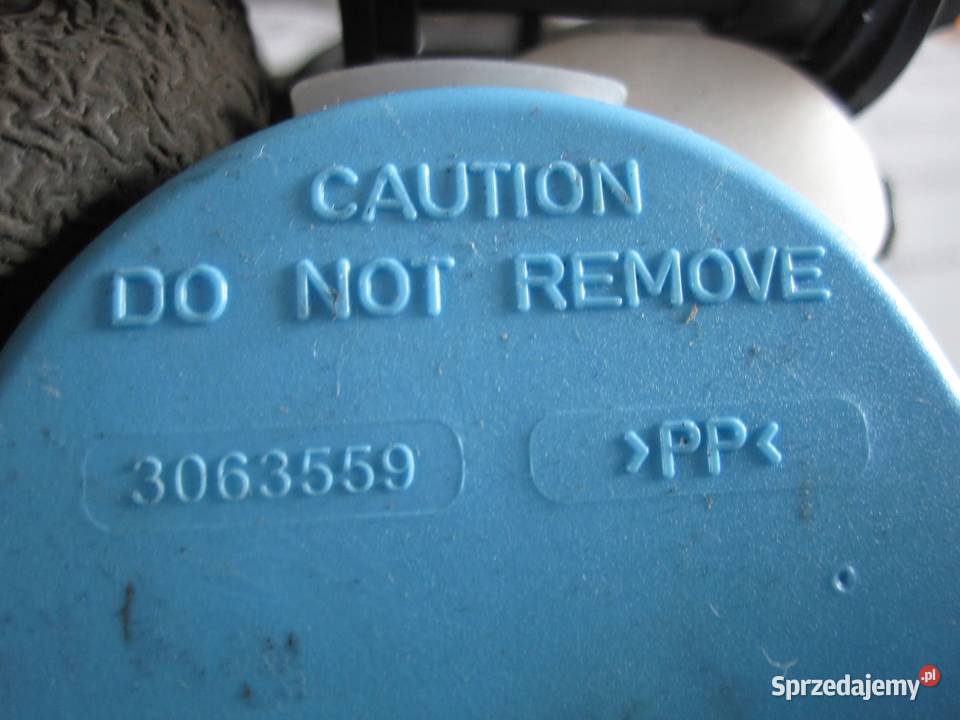 CAUTION
DO NOT REMOVE
3063559 >PP<
Sprzedajemy.pl